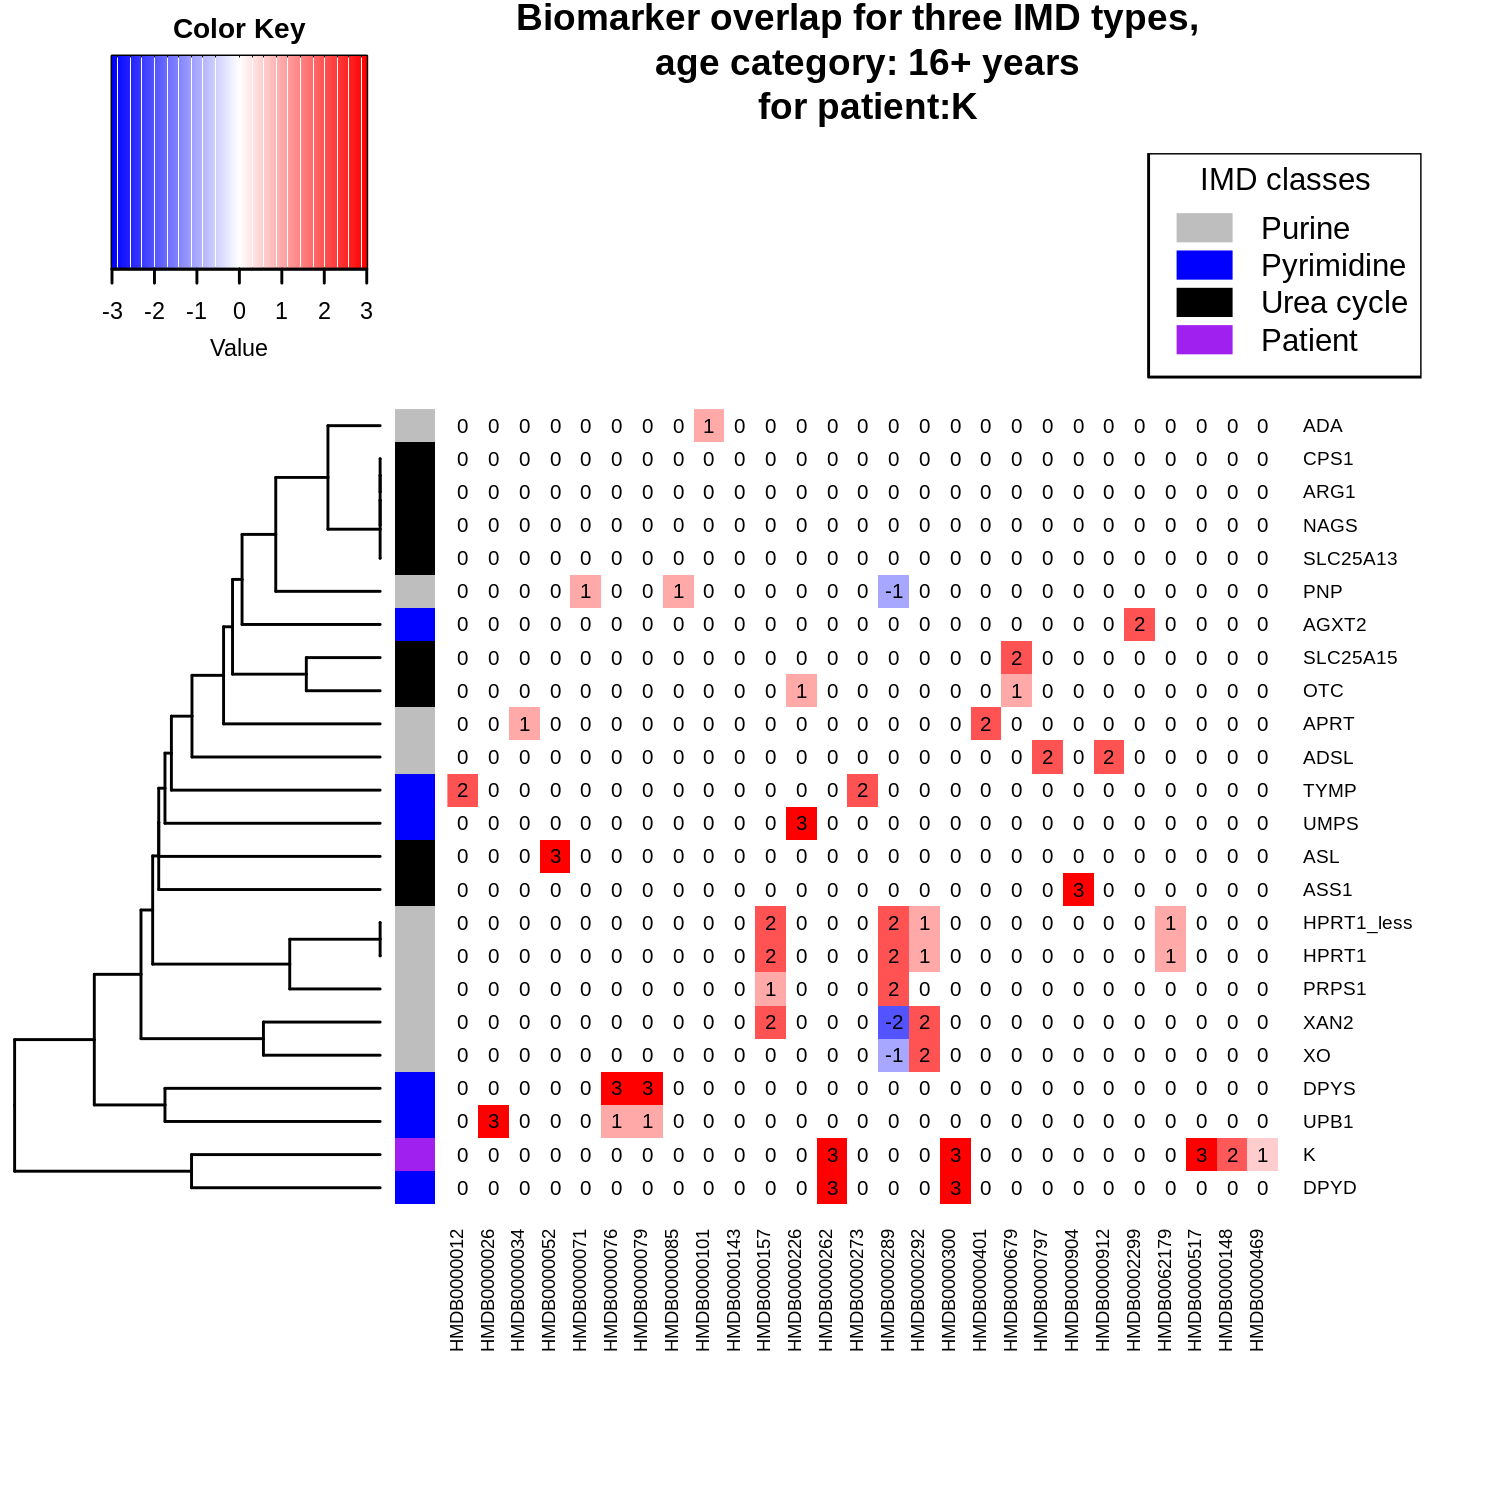 Color Key
-3 -2 -1 0 1 2 3
Value
Biomarker overlap for three IMD types,
age category: 16+ years
for patient:K
IMD classes
Purine
Pyrimidine
Urea cycle
Patient
0 0 0 0 0 0 0 0 1 0 0 0 0 0 0 0 0 0 0 0 0 0 0 0 0 0 0 ADA
0 0 0 0 0 0 0 0 0 0 0 0 0 0 0 0 0 0 0 0 0 0 0 0 0 0 0 CPS1
0 0 0 0 0 0 0 0 0 0 0 0 0 0 0 0 0 0 0 0 0 0 0 0 0 0 0 ARG1
0 0 0 0 0 0 0 0 0 0 0 0 0 0 0 0 0 0 0 0 0 0 0 0 0 0 0 NAGS
0 0 0 0 0 0 0 0 0 0 0 0 0 0 0 0 0 0 0 0 0 0 0 0 0 0 0 SLC25A13
0 0 0 0 1 0 0 1 0 0 0 0 0 0 -1 0 0 0 0 0 0 0 0 0 0 0 0 PNP
0 0 0 0 0 0 0 0 0 0 0 0 0 0 0 0 0 0 0 0 0 0 2 0 0 0 0 AGXT2
0 0 0 0 0 0 0 0 0 0 0 0 0 0 0 0 0 0 2 0 0 0 0 0 0 0 0 SLC25A15
0 0 0 0 0 0 0 0 0 0 0 1 0 0 0 0 0 0 1 0 0 0 0 0 0 0 0 OTC
0 0 1 0 0 0 0 0 0 0 0 0 0 0 0 0 0 2 0 0 0 0 0 0 0 0 0 APRT
0 0 0 0 0 0 0 0 0 0 0 0 0 0 0 0 0 0 0 2 0 2 0 0 0 0 0 ADSL
2 0 0 0 0 0 0 0 0 0 0 0 0 2 0 0 0 0 0 0 0 0 0 0 0 0 0 TYMP
0 0 0 0 0 0 0 0 0 0 0 3 0 0 0 0 0 0 0 0 0 0 0 0 0 0 0 UMPS
0 0 0 3 0 0 0 0 0 0 0 0 0 0 0 0 0 0 0 0 0 0 0 0 0 0 0 ASL
0 0 0 0 0 0 0 0 0 0 0 0 0 0 0 0 0 0 0 0 3 0 0 0 0 0 0 ASS1
0 0 0 0 0 0 0 0 0 0 2 0 0 0 2 1 0 0 0 0 0 0 0 1 0 0 0 HPRT1_less
0 0 0 0 0 0 0 0 0 0 2 0 0 0 2 1 0 0 0 0 0 0 0 1 0 0 0 HPRT1
0 0 0 0 0 0 0 0 0 0 1 0 0 0 2 0 0 0 0 0 0 0 0 0 0 0 0 PRPS1
0 0 0 0 0 0 0 0 0 0 2 0 0 0 -2 2 0 0 0 0 0 0 0 0 0 0 0 XAN2
0 0 0 0 0 0 0 0 0 0 0 0 0 0 -1 2 0 0 0 0 0 0 0 0 0 0 0 XO
0 0 0 0 0 3 3 0 0 0 0 0 0 0 0 0 0 0 0 0 0 0 0 0 0 0 0 DPYS
0 3 0 0 0 1 1 0 0 0 0 0 0 0 0 0 0 0 0 0 0 0 0 0 0 0 0 UPB1
0 0 0 0 0 0 0 0 0 0 0 0 3 0 0 0 3 0 0 0 0 0 0 0 3 2 1 K
0 0 0 0 0 0 0 0 0 0 0 0 3 0 0 0 3 0 0 0 0 0 0 0 0 0 0 DPYD
HMDB0000012
HMDB0000026
HMDB0000034
HMDB0000052
HMDB0000071
HMDB0000076
HMDB0000079
HMDB0000085
HMDB0000101
HMDB0000143
HMDB0000157
HMDB0000226
HMDB0000262
HMDB0000273
HMDB0000289
HMDB0000292
HMDB0000300
HMDB0000401
HMDB0000679
HMDB0000797
HMDB0000904
HMDB0000912
HMDB0002299
HMDB0062179
HMDB0000517
HMDB0000148
HMDB0000469